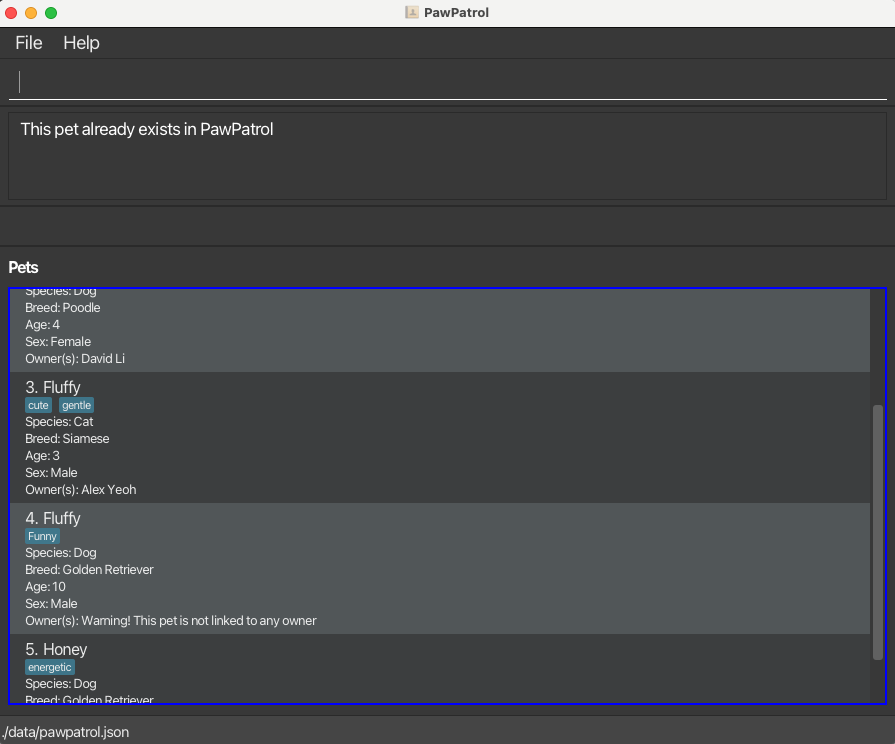 PawPatrol
File Help
This pet already exists in PawPatrol
Pets
Species: Dog
Breed: Poodle
Age: 4
Sex: Female
Owner(s): David Li
3. Fluffy
cute gentle
Species: Cat
Breed: Siamese
Age: 3
Sex: Male
Owner(s): Alex Yeoh
4. Fluffy
Funny
Species: Dog
Breed: Golden Retriever
Age: 10
Sex: Male
Owner(s): Warning! This pet is not linked to any owner
5. Honey
energetic
Species: Dog
Breed: Golden Retriever
./data/pawpatrol.json